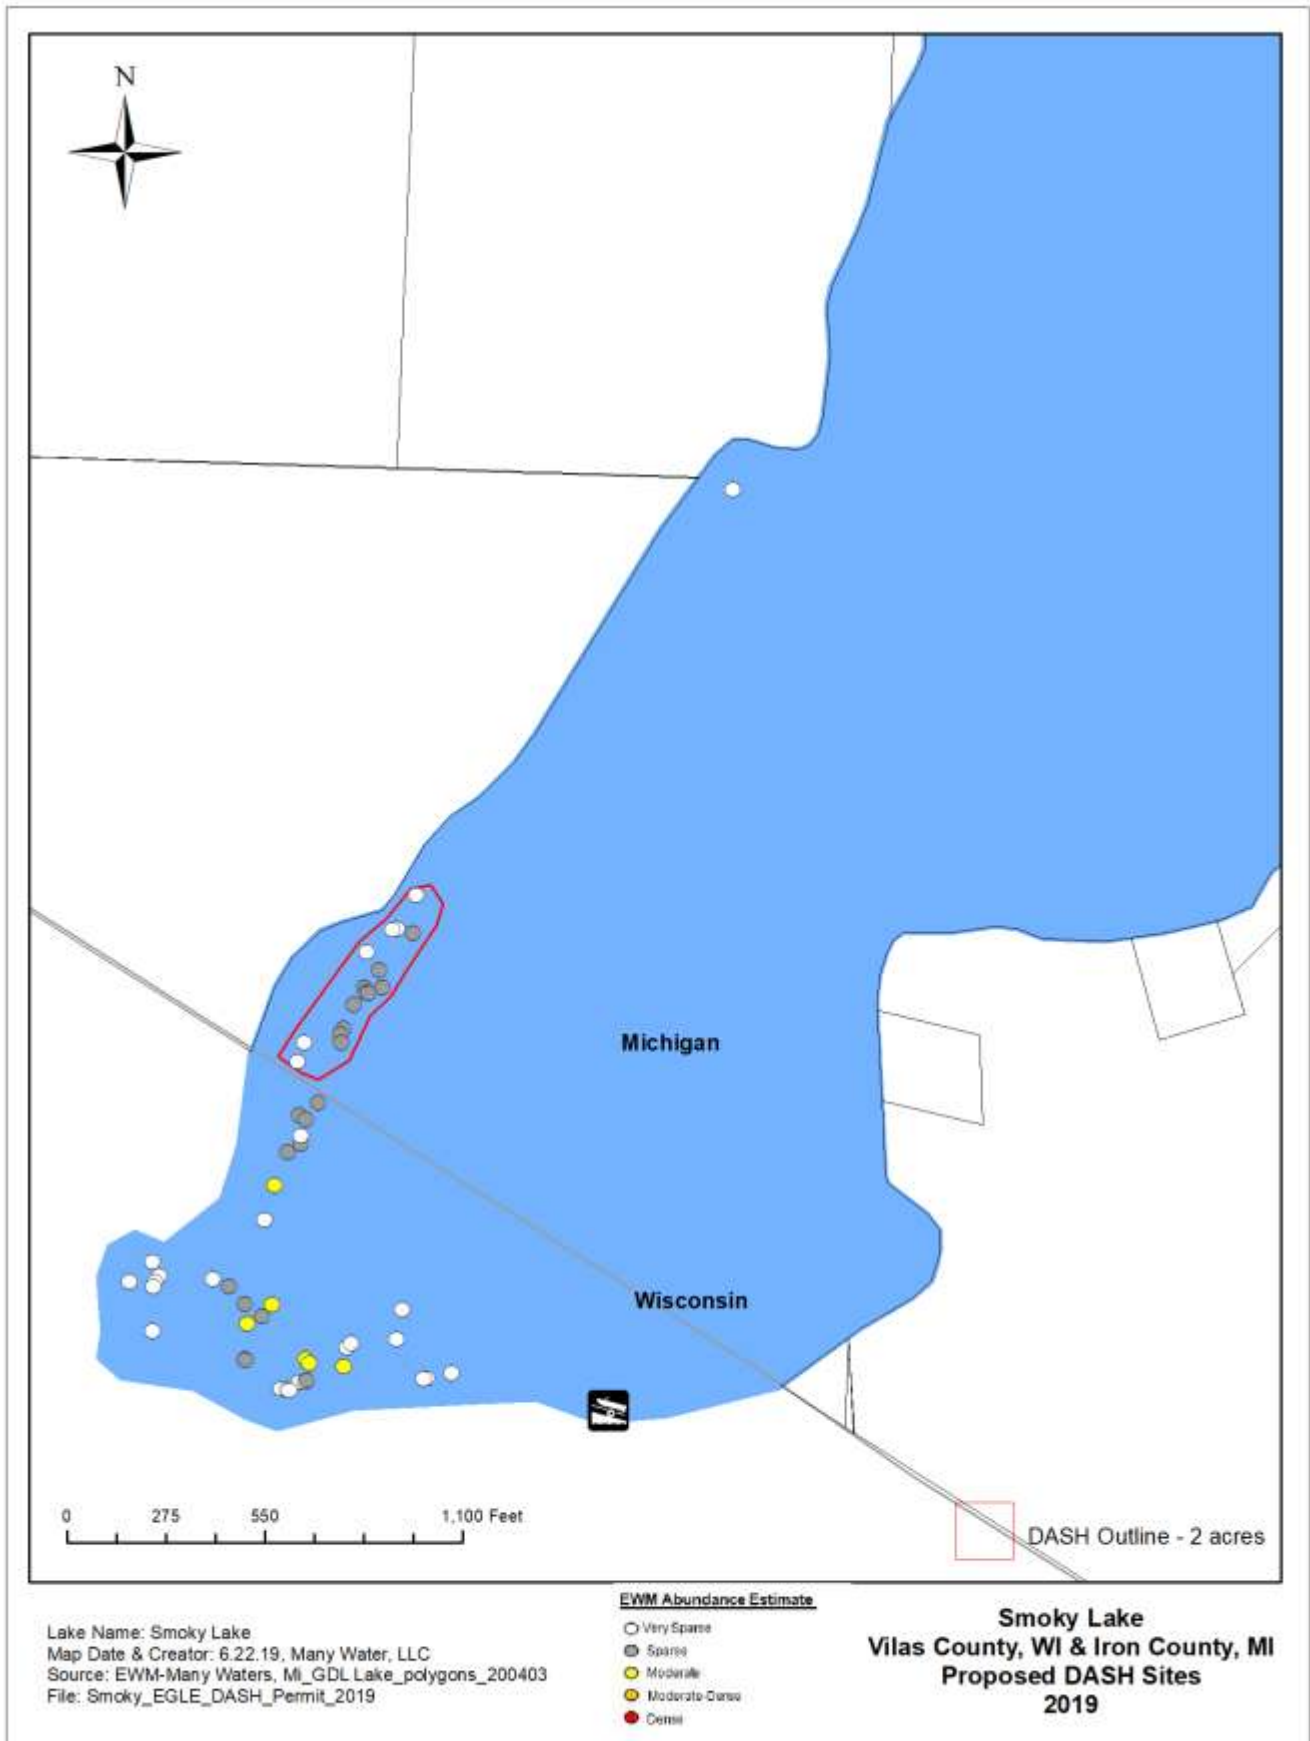 N
Michigan
Wisconsin
0 275 550 1,100 Feet
DASH Outline - 2 acres
EWM Abundance Estimate
Very Sparse
Sparse
Moderate
Moderate-Dense
Dense
Lake Name: Smoky Lake
Map Date & Creator: 6.22.19, Many Water, LLC
Source: EWM-Many Waters, Mi_GDL Lake_polygons_200403
File: Smoky_EGLE_DASH_Permit_2019
Smoky Lake
Vilas County, WI & Iron County, MI
Proposed DASH Sites
2019